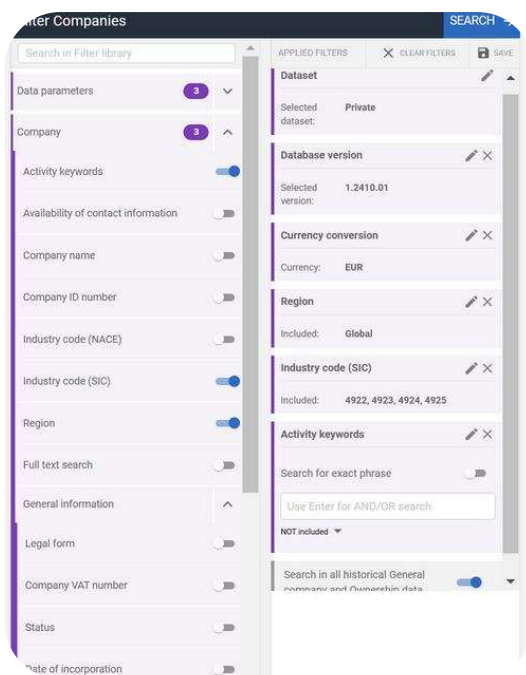 Filter Companies
SEARCH
Search in Filter library
Data parameters 3
Company 3
Activity keywords
Availability of contact information
Company name
Company ID number
Industry code (NACE)
Industry code (SIC)
Region
Full text search
General information
Legal form
Company VAT number
Status
Date of incorporation
APPLIED FILTERS CLEAR FILTERS SAVE
Dataset
Selected dataset: Private
Database version
Selected version: 1.2410.01
Currency conversion
Currency: EUR
Region
Included: Global
Industry code (SIC)
Included: 4922, 4923, 4924, 4925
Activity keywords
Search for exact phrase
Use Enter for AND/OR search
NOT included
Search in all historical General
company and Ownership data